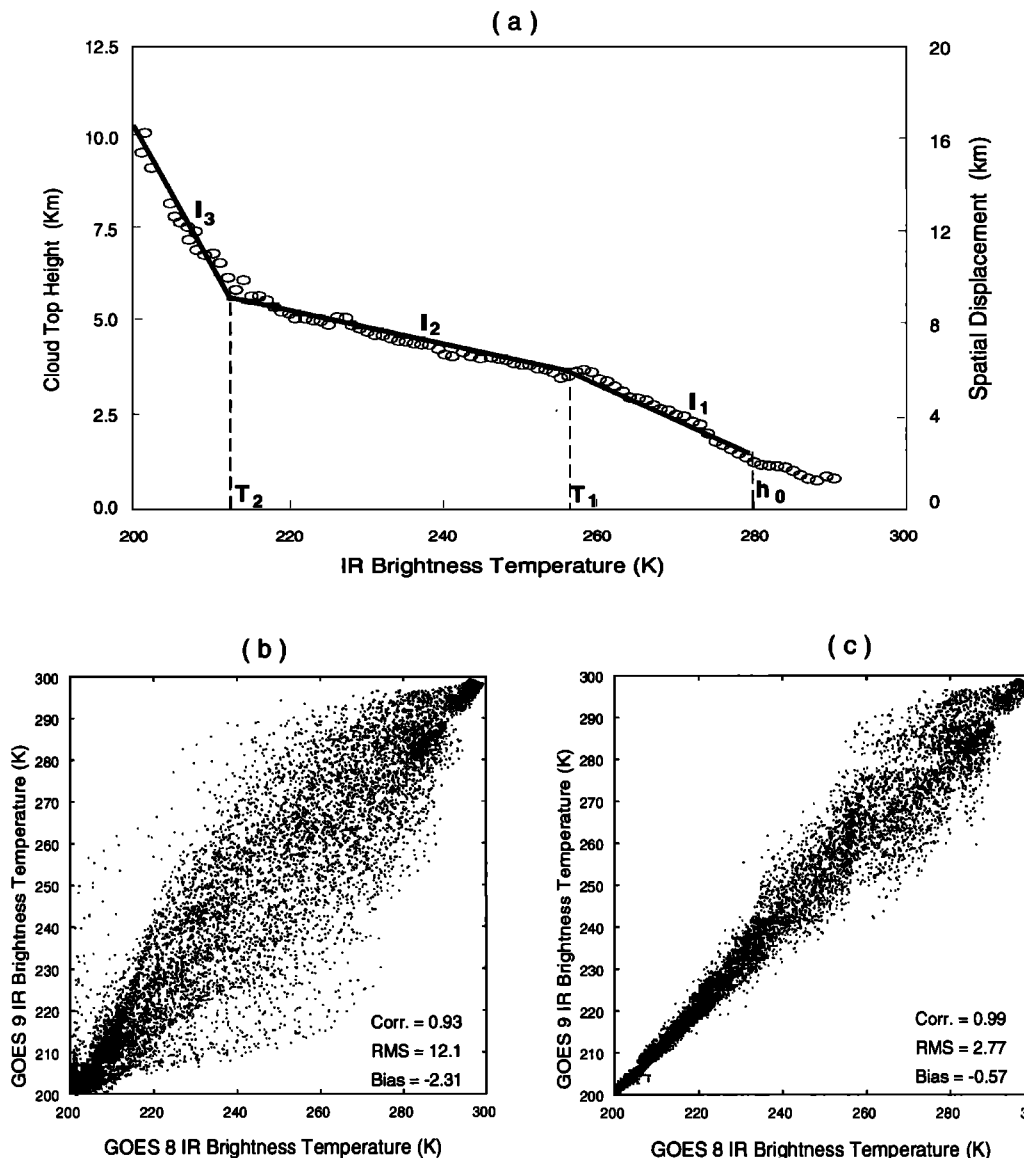 ( a )
12.5
10.0
7.5
5.0
2.5
0.0
Cloud Top Height (Km)
20
16
12
8
4
0
Spatial Displacement (km)
I3
I2
I1
T2
T1
h0
200 220 240 260 280 300
IR Brightness Temperature (K)
( b )
300
290
280
270
260
250
240
230
220
210
200
GOES 9 IR Brightness Temperature (K)
Corr. = 0.93
RMS = 12.1
Bias = -2.31
200 220 240 260 280 300
GOES 8 IR Brightness Temperature (K)
( c )
300
290
280
270
260
250
240
230
220
210
200
GOES 9 IR Brightness Temperature (K)
Corr. = 0.99
RMS = 2.77
Bias = -0.57
200 220 240 260 280
GOES 8 IR Brightness Temperature (K)